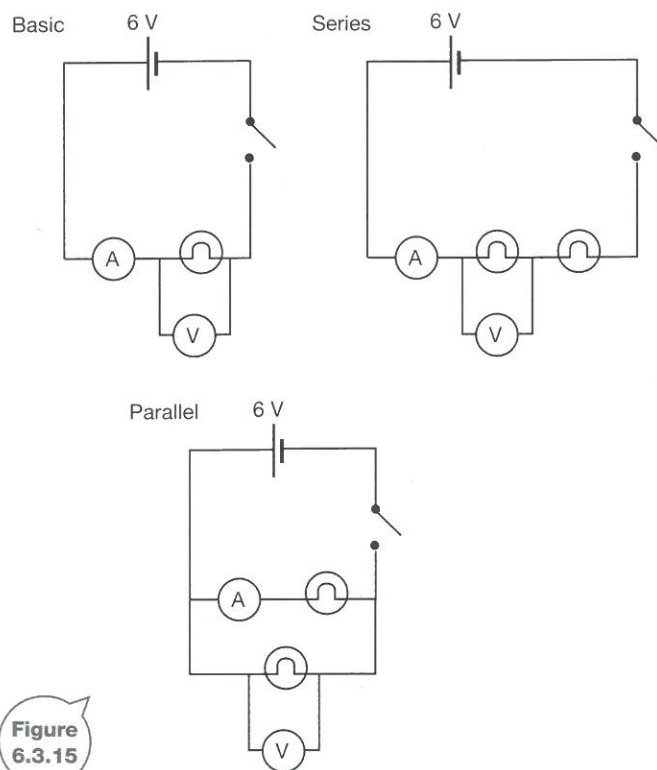 Basic
6 V
Series
6 V
A
V
A
V
Parallel
6 V
A
V
Figure
6.3.15